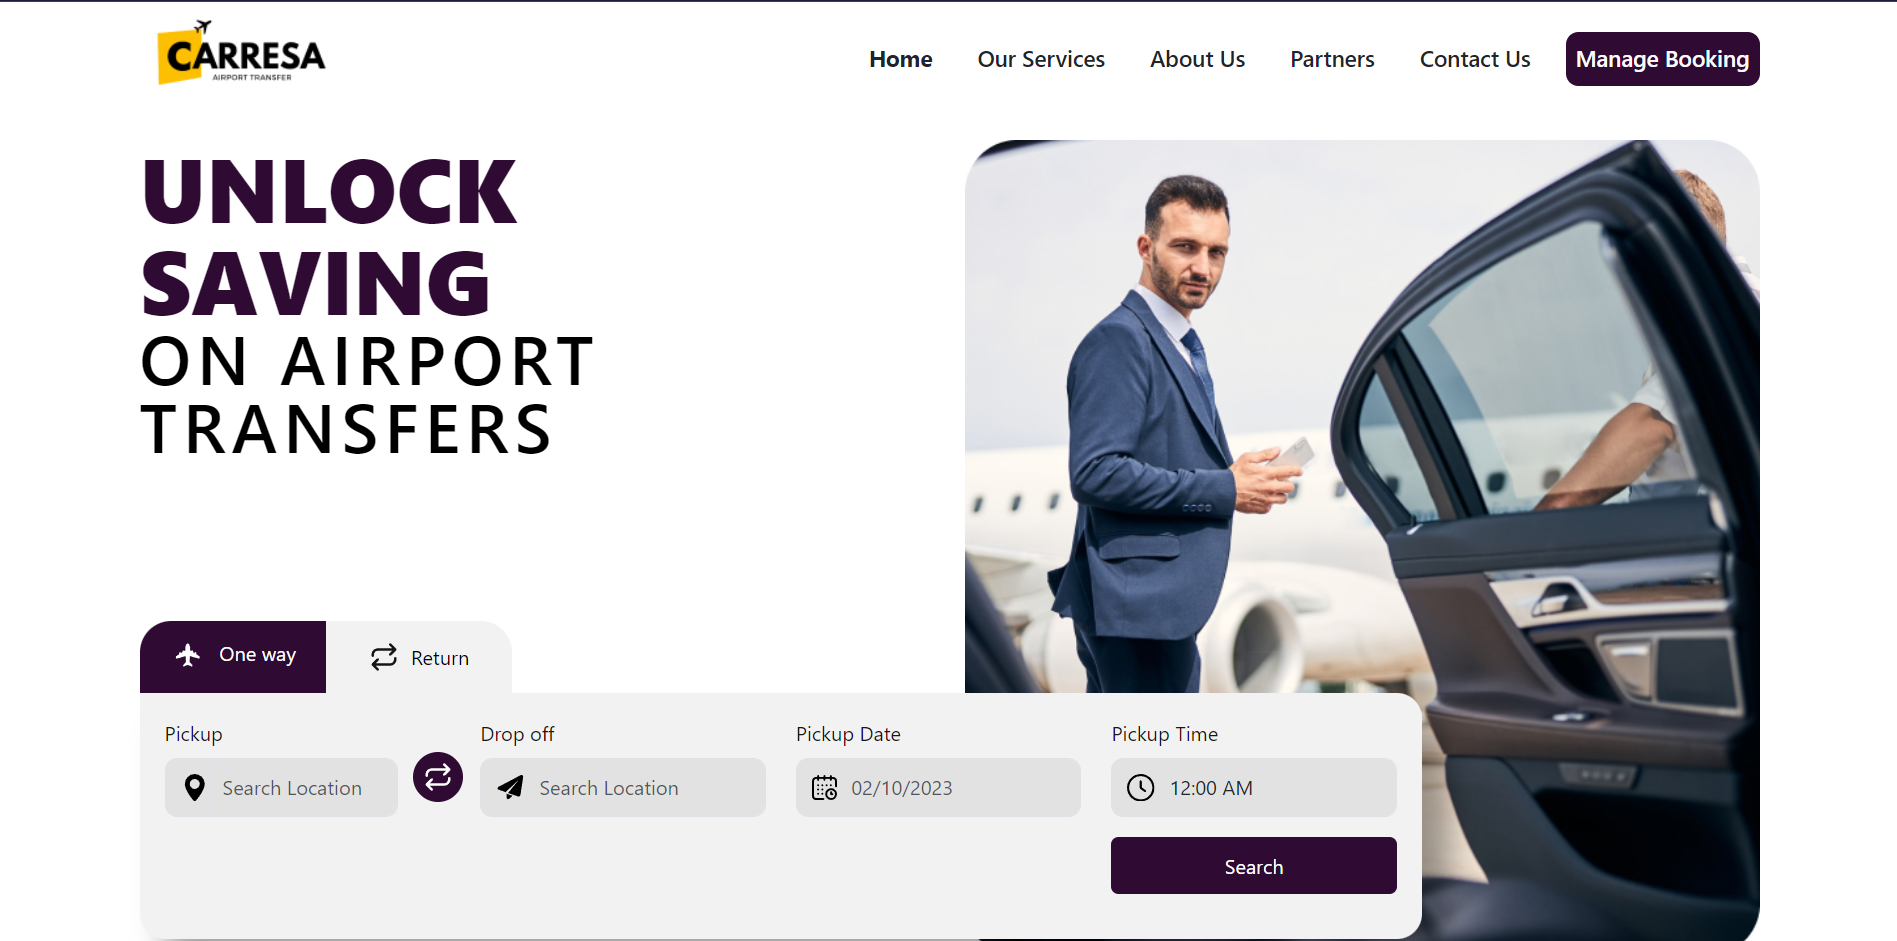 CARRESA
AIRPORT TRANSFER
Home
Our Services
About Us
Partners
Contact Us
Manage Booking
UNLOCK
SAVING
ON AIRPORT
TRANSFERS
One way
Return
Pickup
Drop off
Pickup Date
Pickup Time
Search Location
Search Location
02/10/2023
12:00 AM
Search